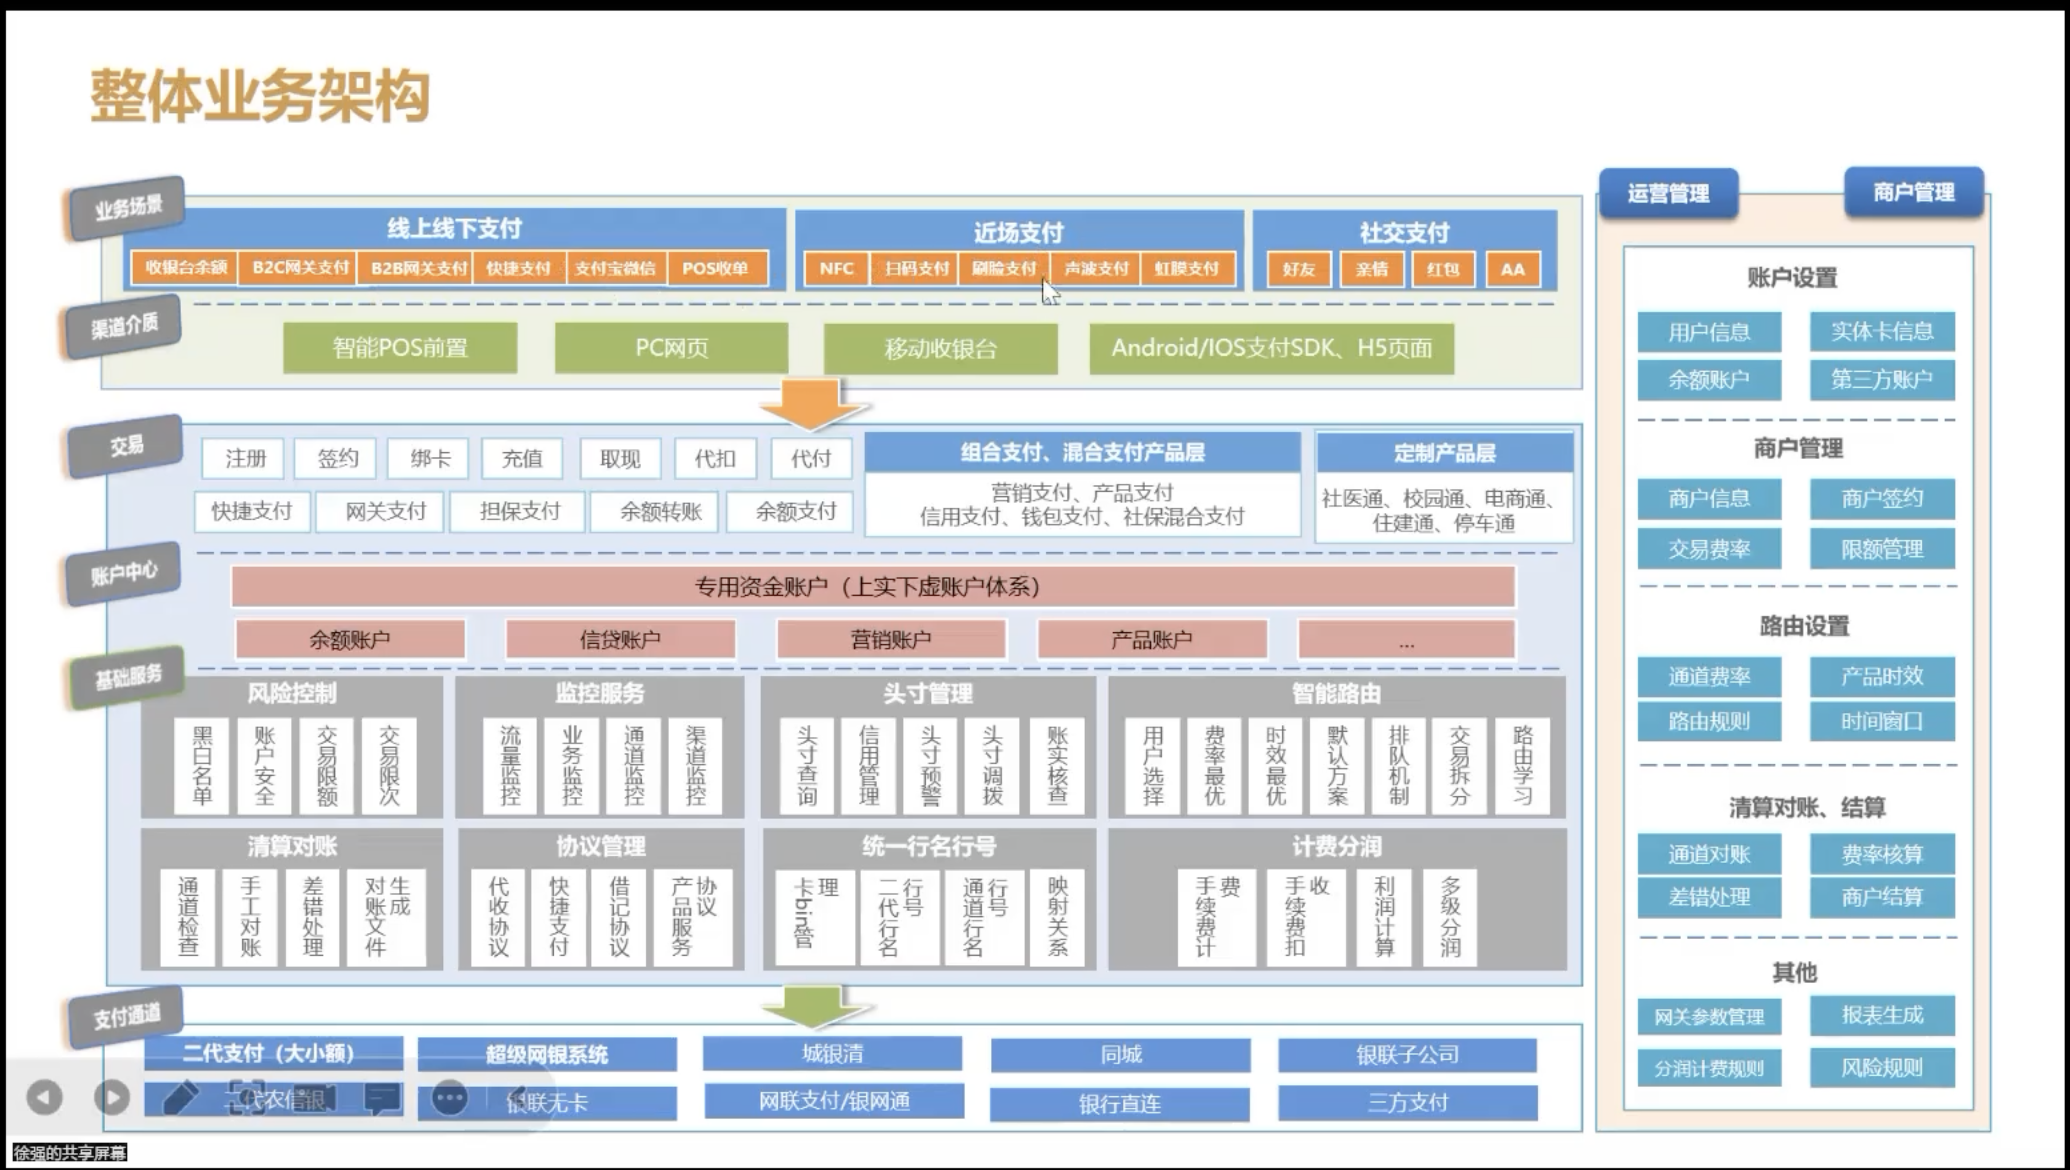 整体业务架构
业务场景
线上线下支付
收银台余额
B2C网关支付
B2B网关支付
快捷支付
支付宝微信
POS收单
近场支付
NFC
扫码支付
刷脸支付
声波支付
虹膜支付
社交支付
好友
亲情
红包
AA
渠道介质
智能POS前置
PC网页
移动收银台
Android/IOS支付SDK、H5页面
交易
注册
签约
绑卡
充值
取现
代扣
代付
快捷支付
网关支付
担保支付
余额转账
余额支付
组合支付、混合支付产品层
营销支付、产品支付
信用支付、钱包支付、社保混合支付
定制产品层
社医通、校园通、电商通、
住建通、停车通
账户中心
专用资金账户（上实下虚账户体系）
余额账户
信贷账户
营销账户
产品账户
...
基础服务
风险控制
黑白名单
账户安全
交易限额
交易限次
监控服务
流量监控
业务监控
通道监控
渠道监控
头寸管理
头寸查询
信用管理
头寸预警
头寸调拨
账实核查
智能路由
用户选择
费率最优
时效最优
默认方案
排队机制
交易拆分
路由学习
清算对账
通道检查
手工对账
差错处理
对账文件
生成
协议管理
代收协议
快捷支付
借记协议
产品服务
协议
统一行名行号
卡bin管
理
二代行名
行号
通道行名
行号
映射关系
计费分润
手续费计
费
手续费扣
收
利润计算
多级分润
支付通道
二代支付（大小额）
超级网银系统
城银清
同城
银联子公司
代农信银
银联无卡
网联支付/银网通
银行直连
三方支付
运营管理
商户管理
账户设置
用户信息
实体卡信息
余额账户
第三方账户
商户管理
商户信息
商户签约
交易费率
限额管理
路由设置
通道费率
产品时效
路由规则
时间窗口
清算对账、结算
通道对账
费率核算
差错处理
商户结算
其他
网关参数管理
报表生成
分润计费规则
风险规则
徐强的共享屏幕